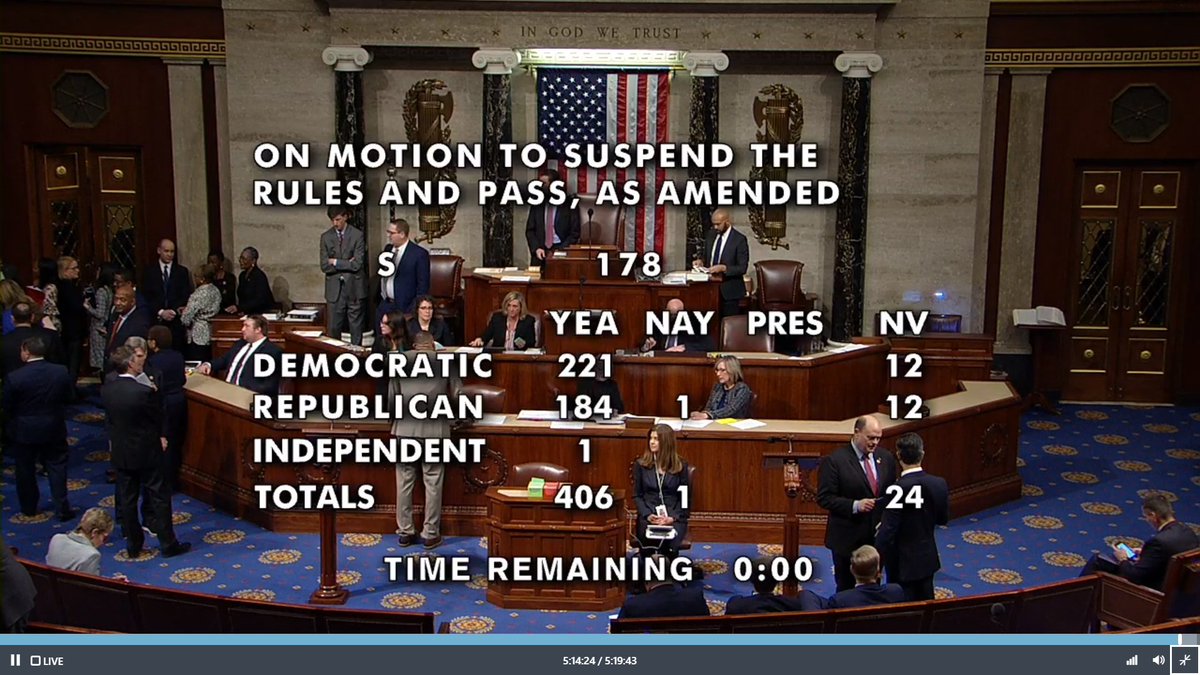 IN GOD WE TRUST
ON MOTION TO SUSPEND THE
RULES AND PASS, AS AMENDED
S 178
YEA NAY PRES NV
DEMOCRATIC 221 12
REPUBLICAN 184 1 12
INDEPENDENT 1
TOTALS 406 1 24
TIME REMAINING 0:00
LIVE 5:14:24 / 5:19:43